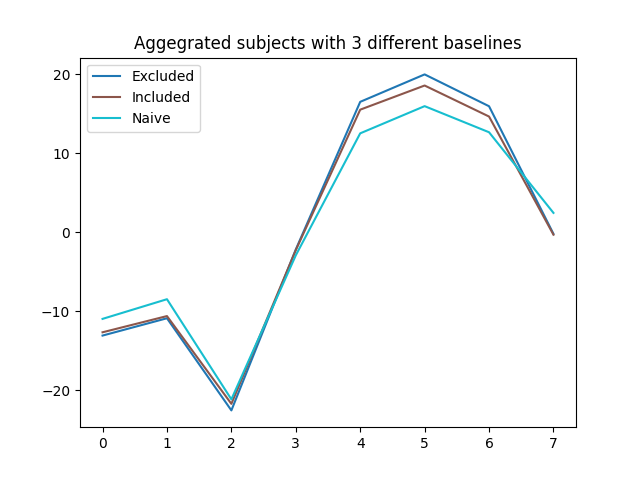 Aggegrated subjects with 3 different baselines
Excluded
Included
Naive
20
10
0
−10
−20
0 1 2 3 4 5 6 7